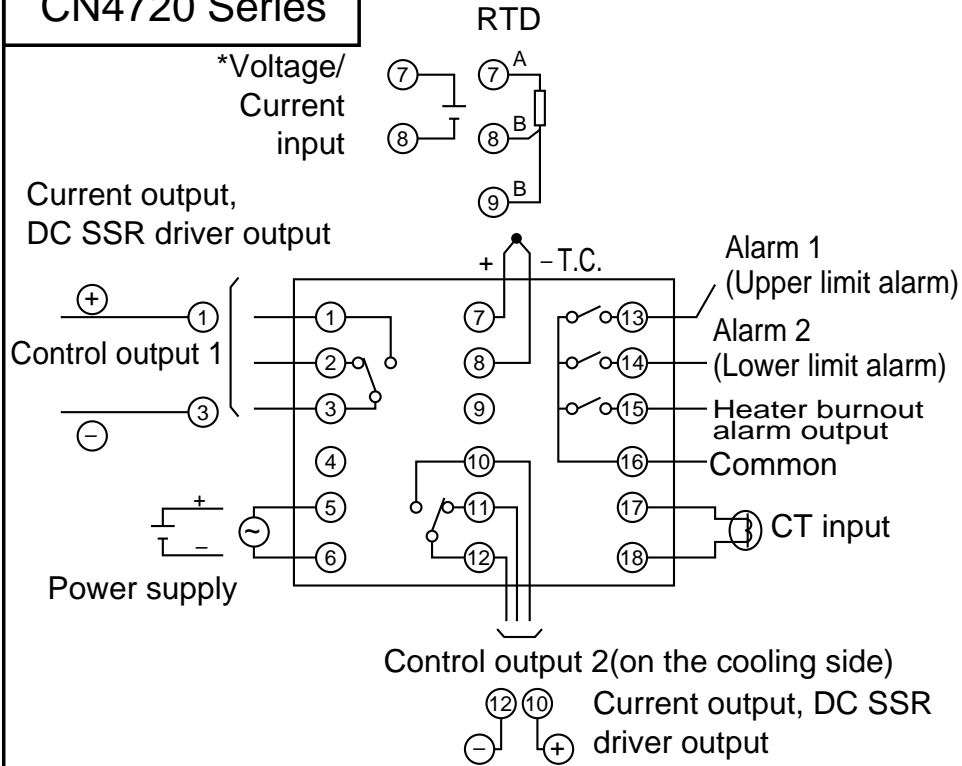 CN4720 Series
RTD
*Voltage/
Current
input
7
8
7 A
8 B
9 B
Current output,
DC SSR driver output
+ − T.C.
Alarm 1
(Upper limit alarm)
Alarm 2
(Lower limit alarm)
Heater burnout
alarm output
Common
CT input
+
1
Control output 1
3
−
1
2
3
4
5
6
7
8
9
10
11
12
13
14
15
16
17
18
+
−
~
Power supply
Control output 2(on the cooling side)
12 10
− +
Current output, DC SSR
driver output